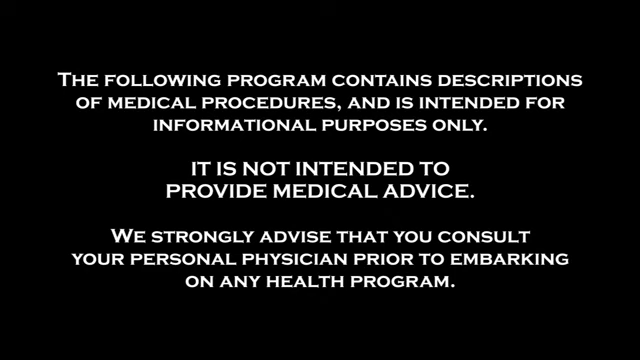 THE FOLLOWING PROGRAM CONTAINS DESCRIPTIONS
OF MEDICAL PROCEDURES, AND IS INTENDED FOR
INFORMATIONAL PURPOSES ONLY.
IT IS NOT INTENDED TO
PROVIDE MEDICAL ADVICE.
WE STRONGLY ADVISE THAT YOU CONSULT
YOUR PERSONAL PHYSICIAN PRIOR TO EMBARKING
ON ANY HEALTH PROGRAM.